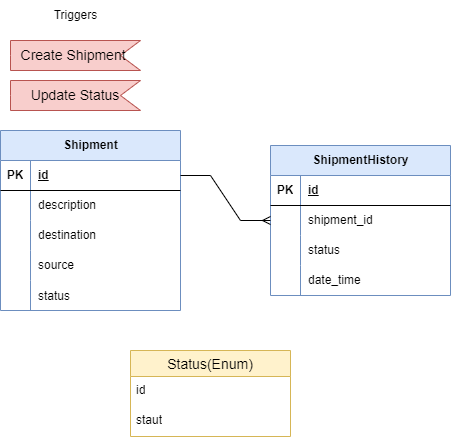 Triggers
Create Shipment
Update Status
Shipment
PK id
description
destination
source
status
ShipmentHistory
PK id
shipment_id
status
date_time
Status(Enum)
id
staut